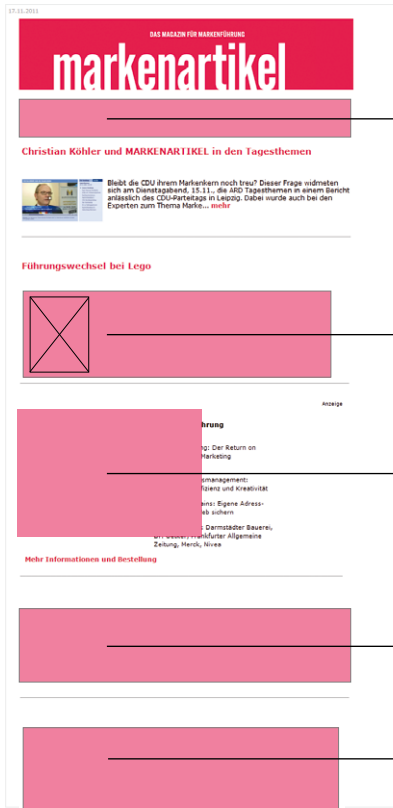 17.11.2011
DAS MAGAZIN FÜR MARKENFÜHRUNG
markenartikel
Christian Köhler und MARKENARTIKEL in den Tagesthemen
Bleibt die CDU ihrem Markenkern noch treu? Dieser Frage widmeten
sich am Dienstagabend, 15.11., die ARD Tagesthemen in einem Bericht
anlässlich des CDU-Parteitags in Leipzig. Dabei wurde auch bei den
Experten zum Thema Marke... mehr
Führungswechsel bei Lego
Anzeige
hrung
ng: Der Return on
Marketing
smanagement:
fizienz und Kreativität
ains: Eigene Adress-
eb sichern
: Darmstädter Bauerei,
nkfurter Allgemeine
Zeitung, Merck, Nivea
Mehr Informationen und Bestellung